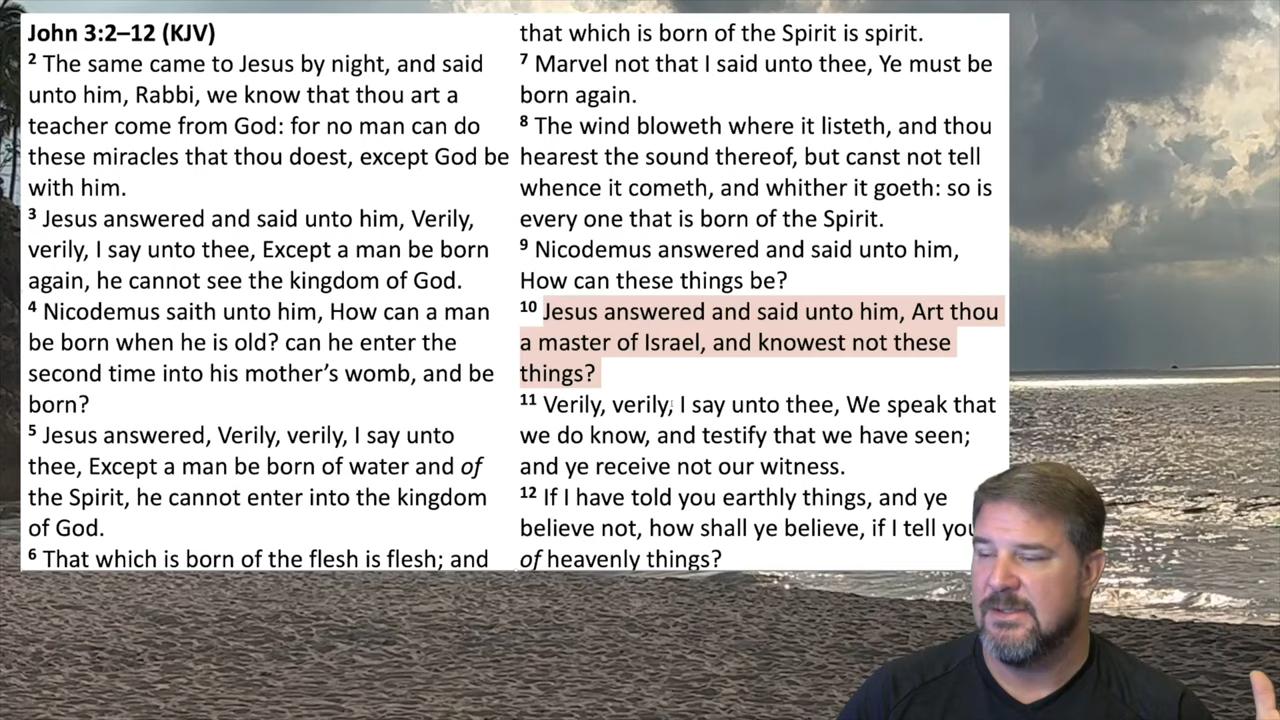 John 3:2–12 (KJV)
2 The same came to Jesus by night, and said
unto him, Rabbi, we know that thou art a
teacher come from God: for no man can do
these miracles that thou doest, except God be
with him.
3 Jesus answered and said unto him, Verily,
verily, I say unto thee, Except a man be born
again, he cannot see the kingdom of God.
4 Nicodemus saith unto him, How can a man
be born when he is old? can he enter the
second time into his mother’s womb, and be
born?
5 Jesus answered, Verily, verily, I say unto
thee, Except a man be born of water and of
the Spirit, he cannot enter into the kingdom
of God.
6 That which is born of the flesh is flesh; and
that which is born of the Spirit is spirit.
7 Marvel not that I said unto thee, Ye must be
born again.
8 The wind bloweth where it listeth, and thou
hearest the sound thereof, but canst not tell
whence it cometh, and whither it goeth: so is
every one that is born of the Spirit.
9 Nicodemus answered and said unto him,
How can these things be?
10 Jesus answered and said unto him, Art thou
a master of Israel, and knowest not these
things?
11 Verily, verily, I say unto thee, We speak that
we do know, and testify that we have seen;
and ye receive not our witness.
12 If I have told you earthly things, and ye
believe not, how shall ye believe, if I tell you
of heavenly things?